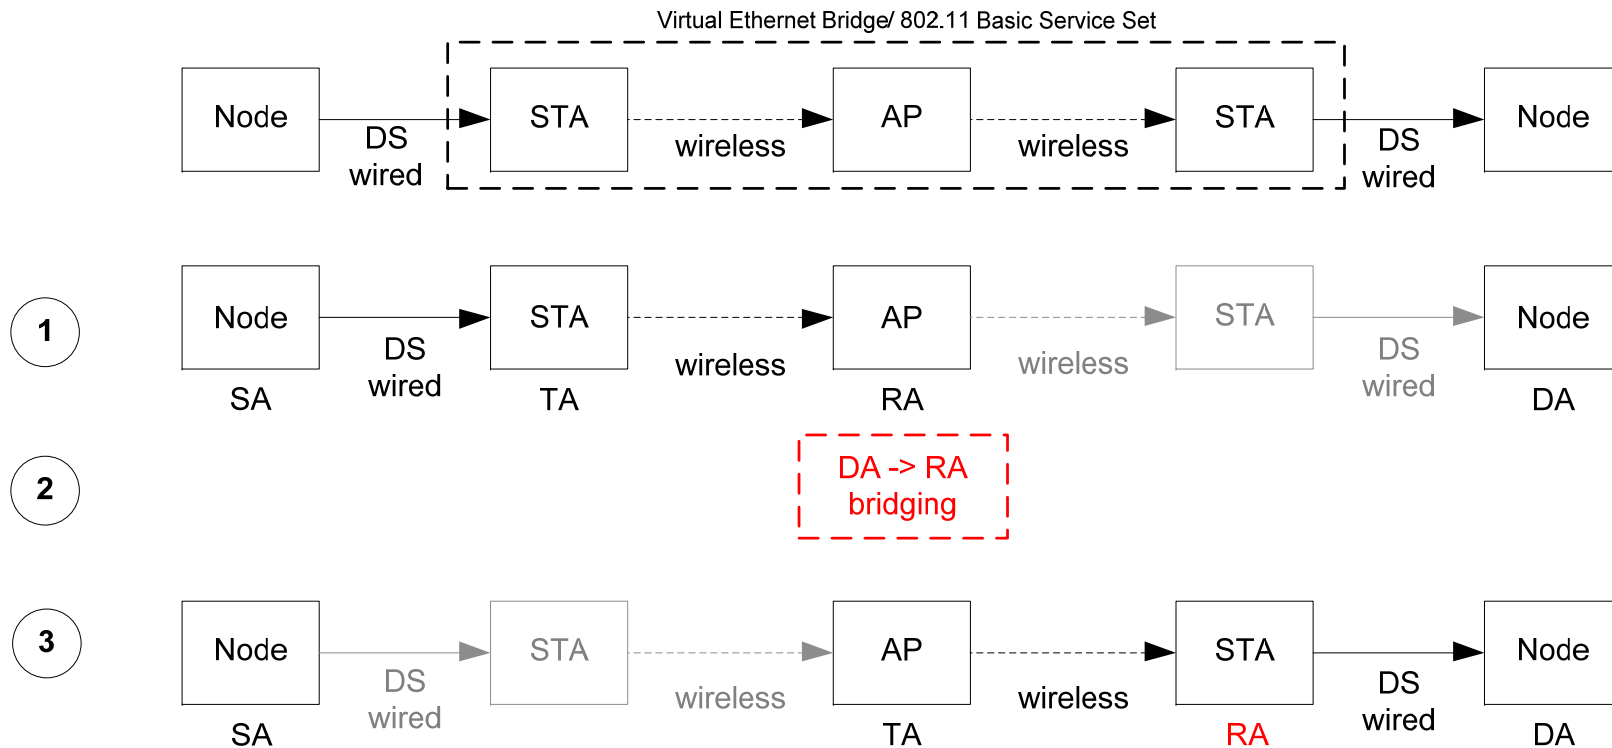 Virtual Ethernet Bridge/ 802.11 Basic Service Set
Node
STA
AP
STA
Node
DS
wired
wireless
wireless
DS
wired
1
Node
STA
AP
STA
Node
DS
wired
wireless
wireless
DS
wired
SA
TA
RA
DA
2
DA -> RA
bridging
3
Node
STA
AP
STA
Node
DS
wired
wireless
wireless
DS
wired
SA
TA
RA
DA